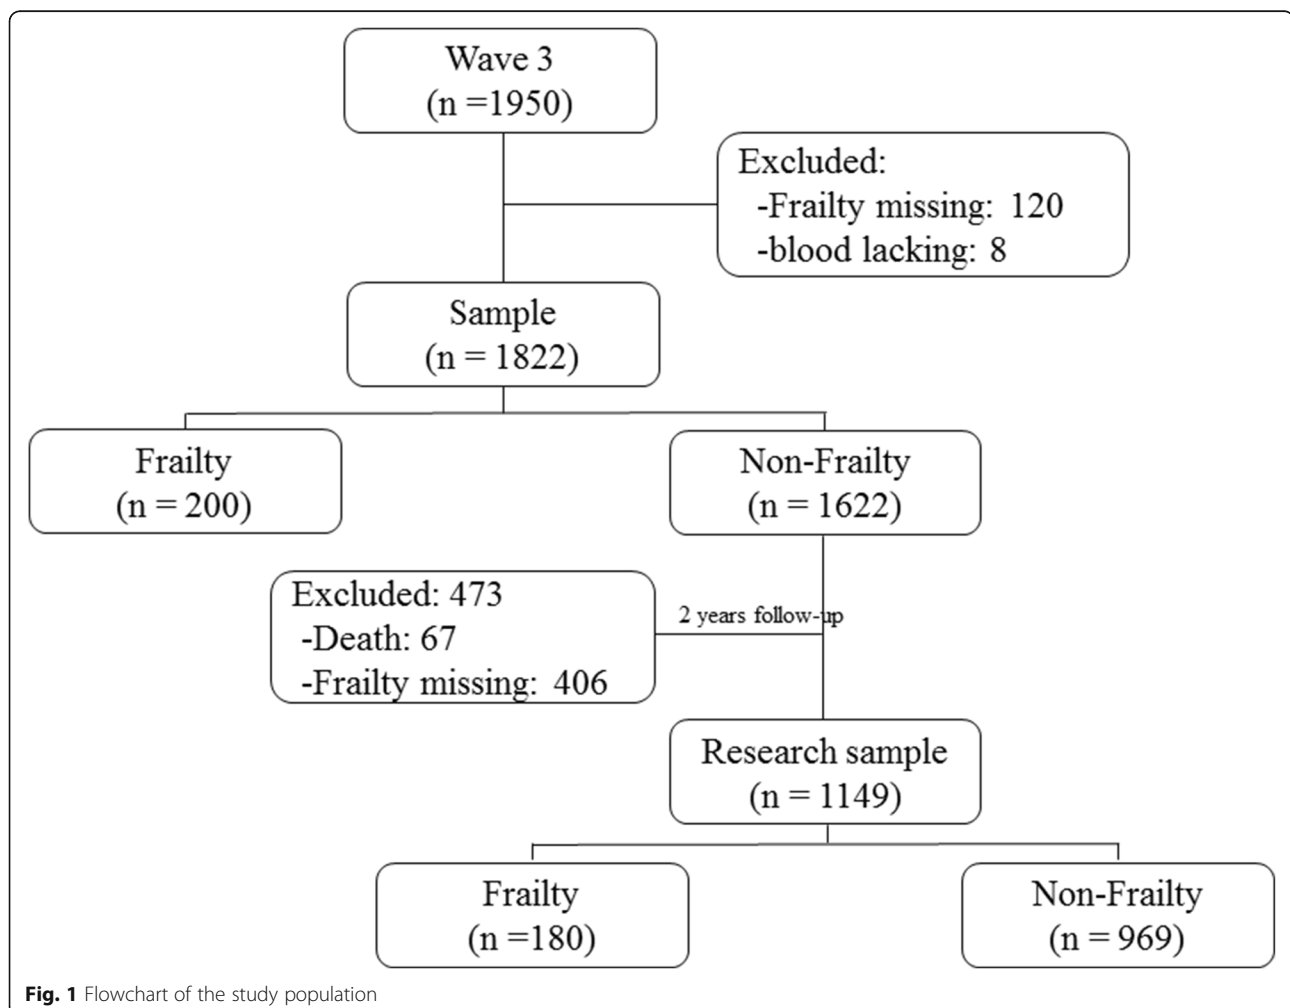 Wave 3
(n =1950)
Excluded:
-Frailty missing: 120
-blood lacking: 8
Sample
(n = 1822)
Frailty
(n = 200)
Non-Frailty
(n = 1622)
Excluded: 473
-Death: 67
-Frailty missing: 406
2 years follow-up
Research sample
(n = 1149)
Frailty
(n =180)
Non-Frailty
(n = 969)
Fig. 1 Flowchart of the study population